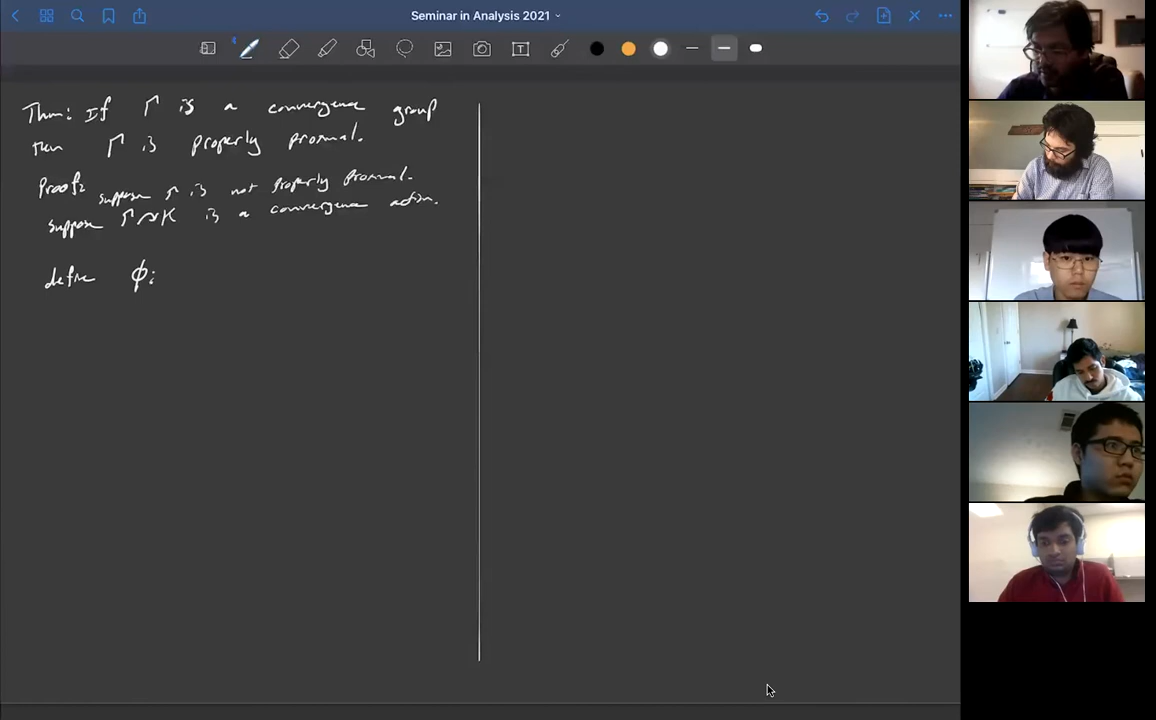 Seminar in Analysis 2021
Thm: If Γ is a convergence group
then Γ is properly proximal.
Proof: suppose Γ is not properly proximal.
suppose Γ↷K is a convergence action.
define ϕ: